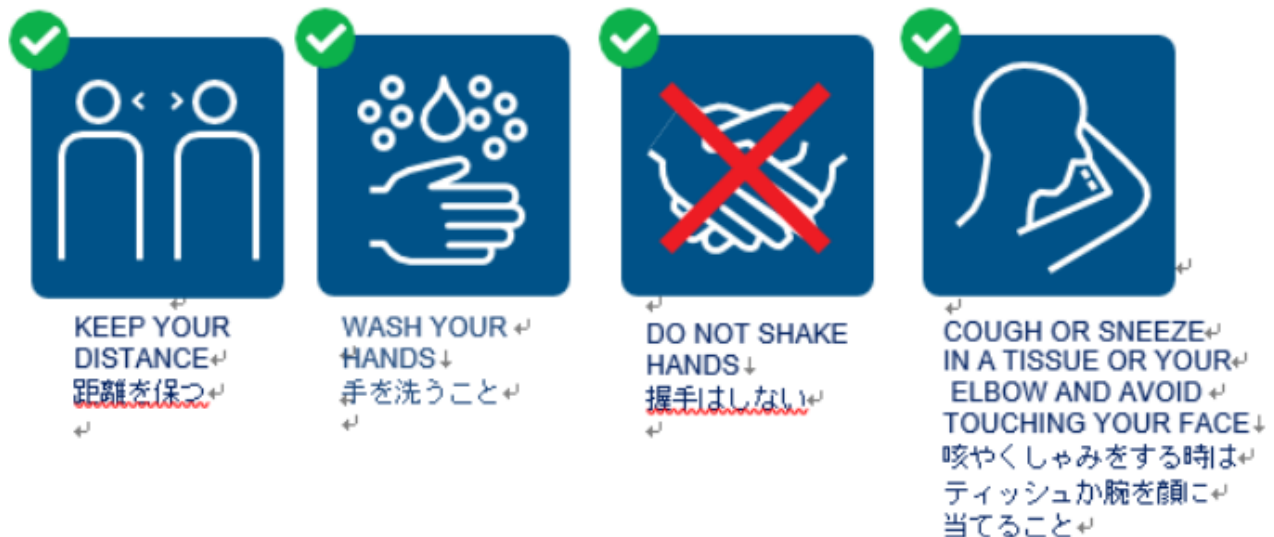 KEEP YOUR
DISTANCE
距離を保つ
WASH YOUR
HANDS
手を洗うこと
DO NOT SHAKE
HANDS
握手はしない
COUGH OR SNEEZE
IN A TISSUE OR YOUR
ELBOW AND AVOID
TOUCHING YOUR FACE
咳やくしゃみをする時は
ティッシュか腕を顔に
当てること